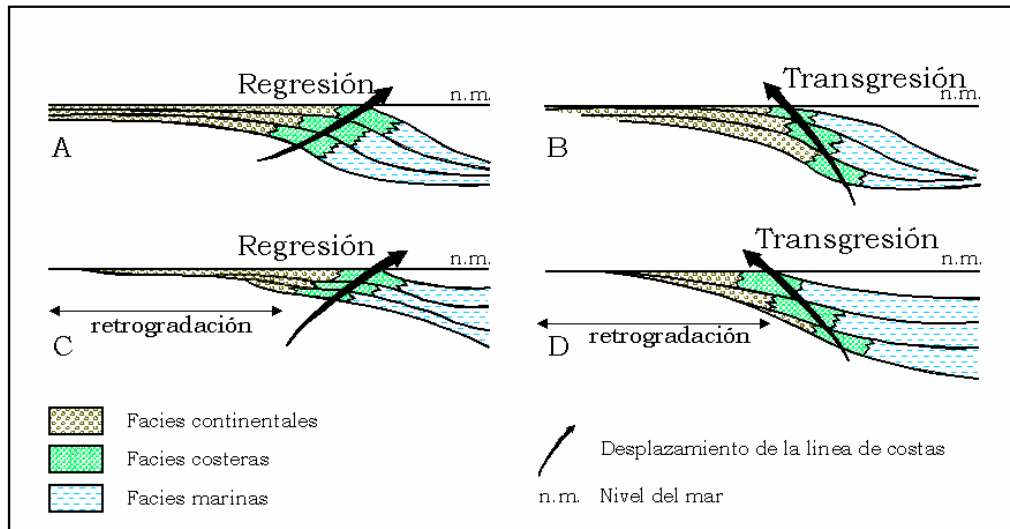 Regresión
n.m.
A
Transgresión
n.m.
B
Regresión
n.m.
retrogradación
C
Transgresión
n.m.
retrogradación
D
Facies continentales
Facies costeras
Facies marinas
Desplazamiento de la linea de costas
n.m. Nivel del mar